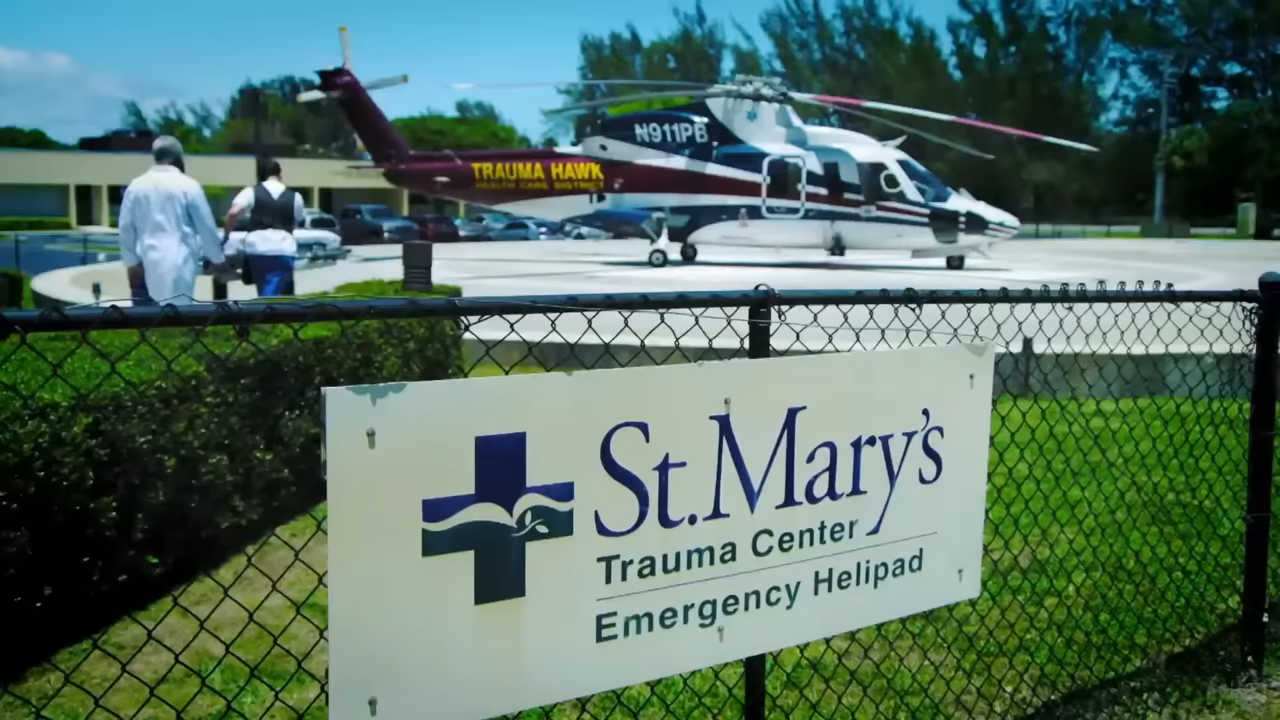 N911PB
TRAUMA HAWK
HEALTH CARE DISTRICT
St. Mary's
Trauma Center
Emergency Helipad